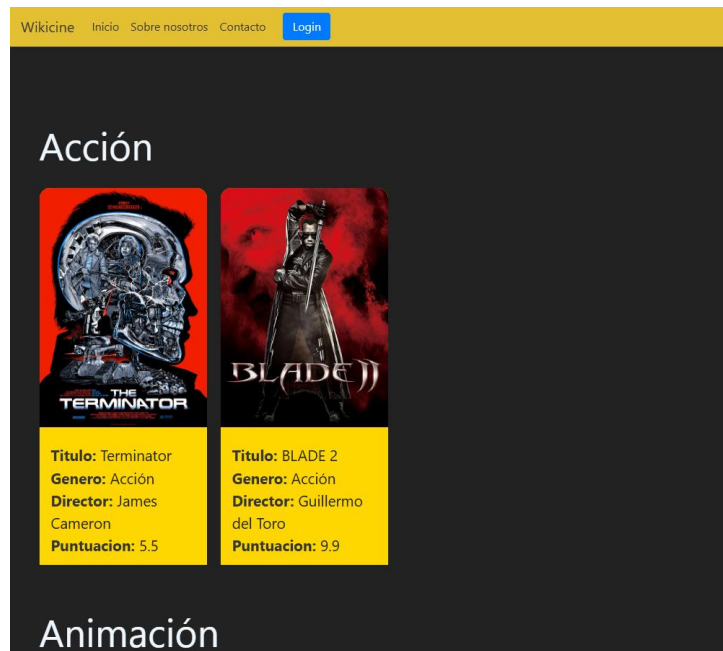 Wikicine Inicio Sobre nosotros Contacto Login
Acción
THE
TERMINATOR
BLADE II
Titulo: Terminator
Genero: Acción
Director: James
Cameron
Puntuacion: 5.5
Titulo: BLADE 2
Genero: Acción
Director: Guillermo
del Toro
Puntuacion: 9.9
Animación